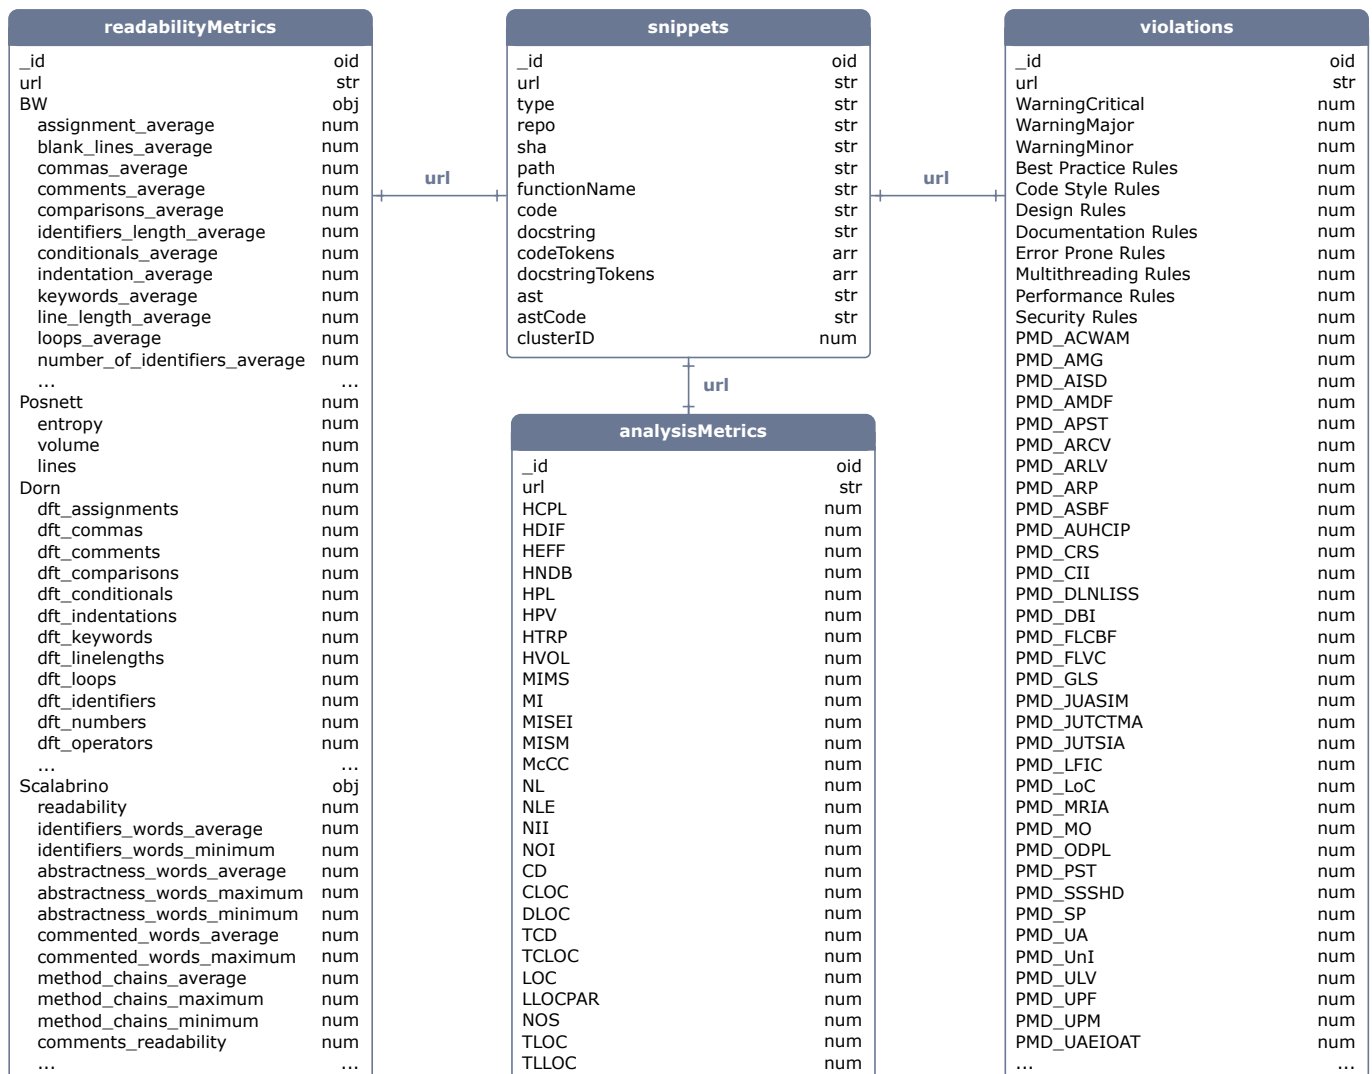 readabilityMetrics
_id oid
url str
BW obj
assignment_average num
blank_lines_average num
commas_average num
comments_average num
comparisons_average num
identifiers_length_average num
conditionals_average num
indentation_average num
keywords_average num
line_length_average num
loops_average num
number_of_identifiers_average num
... ...
Posnett num
entropy num
volume num
lines num
Dorn num
dft_assignments num
dft_commas num
dft_comments num
dft_comparisons num
dft_conditionals num
dft_indentations num
dft_keywords num
dft_linelengths num
dft_loops num
dft_identifiers num
dft_numbers num
dft_operators num
... ...
Scalabrino obj
readability num
identifiers_words_average num
identifiers_words_minimum num
abstractness_words_average num
abstractness_words_maximum num
abstractness_words_minimum num
commented_words_average num
commented_words_maximum num
method_chains_average num
method_chains_maximum num
method_chains_minimum num
comments_readability num
... ...
url
snippets
_id oid
url str
type str
repo str
sha str
path str
functionName str
code str
docstring str
codeTokens arr
docstringTokens arr
ast str
astCode str
clusterID num
url
analysisMetrics
_id oid
url str
HCPL num
HDIF num
HEFF num
HNDB num
HPL num
HPV num
HTRP num
HVOL num
MIMS num
MI num
MISEI num
MISM num
McCC num
NL num
NLE num
NII num
NOI num
CD num
CLOC num
DLOC num
TCD num
TCLOC num
LOC num
LLOCPAR num
NOS num
TLOC num
TLLOC num
url
violations
_id oid
url str
WarningCritical num
WarningMajor num
WarningMinor num
Best Practice Rules num
Code Style Rules num
Design Rules num
Documentation Rules num
Error Prone Rules num
Multithreading Rules num
Performance Rules num
Security Rules num
PMD_ACWAM num
PMD_AMG num
PMD_AISD num
PMD_AMDF num
PMD_APST num
PMD_ARCV num
PMD_ARLV num
PMD_ARP num
PMD_ASBF num
PMD_AUHCIP num
PMD_CRS num
PMD_CII num
PMD_DLNLISS num
PMD_DBI num
PMD_FLCBF num
PMD_FLVC num
PMD_GLS num
PMD_JUASIM num
PMD_JUTCTMA num
PMD_JUTSIA num
PMD_LFIC num
PMD_LoC num
PMD_MRIA num
PMD_MO num
PMD_ODPL num
PMD_PST num
PMD_SSSHD num
PMD_SP num
PMD_UA num
PMD_UnI num
PMD_ULV num
PMD_UPF num
PMD_UPM num
PMD_UAEIOAT num
... ...